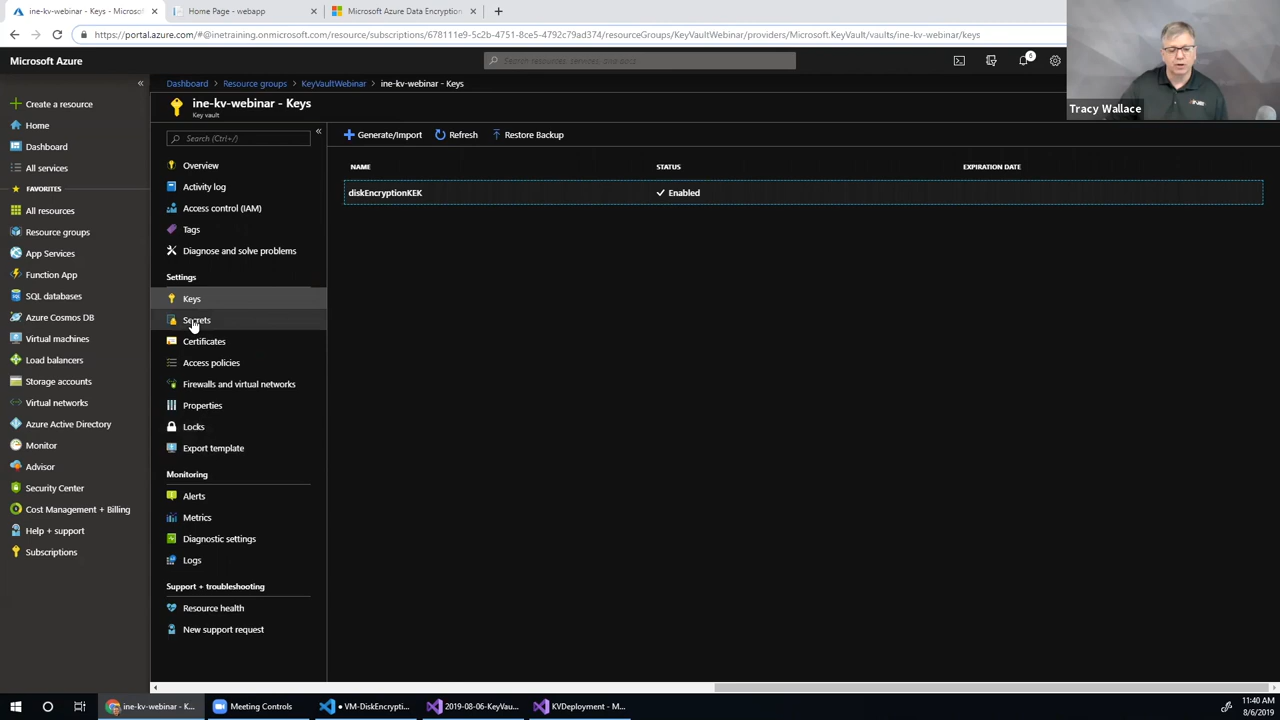 ine-kv-webinar - Keys - Microsof
Home Page - webapp
Microsoft Azure Data Encryption
https://portal.azure.com/#@inetraining.onmicrosoft.com/resource/subscriptions/678111e9-5c2b-4751-8ce5-4792c79ad374/resourceGroups/KeyVaultWebinar/providers/Microsoft.KeyVault/vaults/ine-kv-webinar/keys
Microsoft Azure
Search resources, services, and docs
6
Tracy Wallace
Dashboard > Resource groups > KeyVaultWebinar > ine-kv-webinar - Keys
ine-kv-webinar - Keys
Key vault
Create a resource
Home
Dashboard
All services
FAVORITES
All resources
Resource groups
App Services
Function App
SQL databases
Azure Cosmos DB
Virtual machines
Load balancers
Storage accounts
Virtual networks
Azure Active Directory
Monitor
Advisor
Security Center
Cost Management + Billing
Help + support
Subscriptions
Search (Ctrl+/)
Overview
Activity log
Access control (IAM)
Tags
Diagnose and solve problems
Settings
Keys
Secrets
Certificates
Access policies
Firewalls and virtual networks
Properties
Locks
Export template
Monitoring
Alerts
Metrics
Diagnostic settings
Logs
Support + troubleshooting
Resource health
New support request
Generate/Import Refresh Restore Backup
NAME STATUS EXPIRATION DATE
diskEncryptionKEK Enabled
ine-kv-webinar - K...
Meeting Controls
● VM-DiskEncrypti...
2019-08-06-KeyVau...
KVDeployment - M...
11:40 AM
8/6/2019